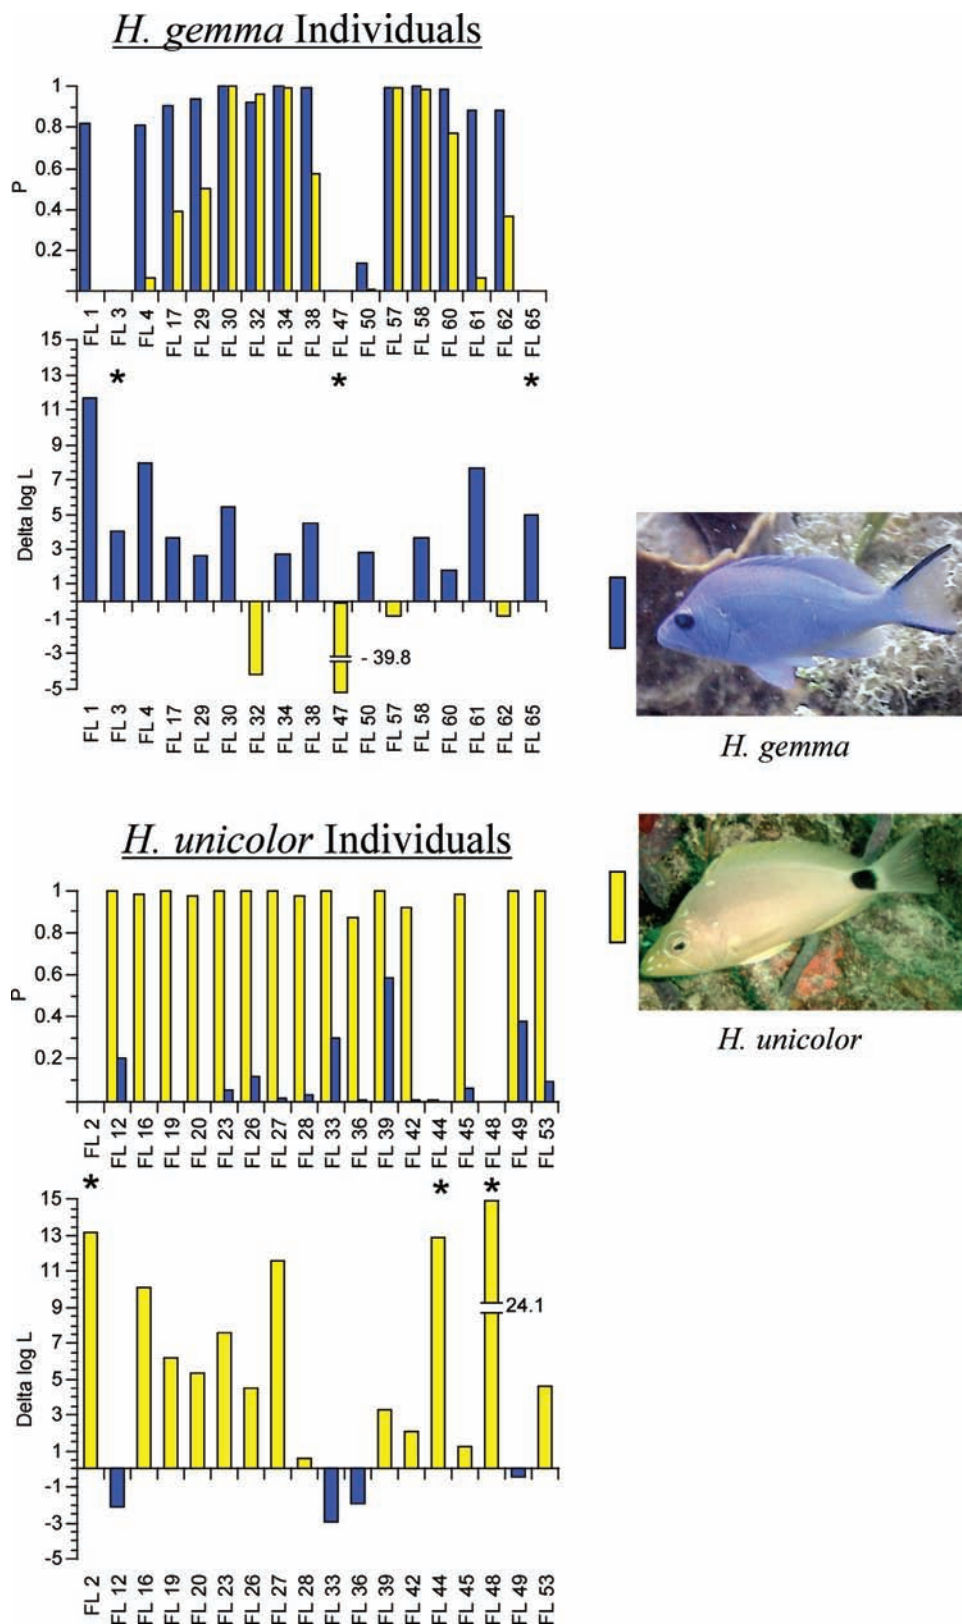 H. gemma Individuals
1
0.8
0.6
0.4
0.2
P
FL 1
FL 3
FL 4
FL 17
FL 29
FL 30
FL 32
FL 34
FL 38
FL 47
FL 50
FL 57
FL 58
FL 60
FL 61
FL 62
FL 65
* * *
15
13
11
9
7
5
3
1
-1
-3
-5
Delta log L
- 39.8
FL 1
FL 3
FL 4
FL 17
FL 29
FL 30
FL 32
FL 34
FL 38
FL 47
FL 50
FL 57
FL 58
FL 60
FL 61
FL 62
FL 65
H. gemma
H. unicolor Individuals
1
0.8
0.6
0.4
0.2
P
FL 2
FL 12
FL 16
FL 19
FL 20
FL 23
FL 26
FL 27
FL 28
FL 33
FL 36
FL 39
FL 42
FL 44
FL 45
FL 48
FL 49
FL 53
* * *
15
13
11
9
7
5
3
1
-1
-3
-5
Delta log L
24.1
FL 2
FL 12
FL 16
FL 19
FL 20
FL 23
FL 26
FL 27
FL 28
FL 33
FL 36
FL 39
FL 42
FL 44
FL 45
FL 48
FL 49
FL 53
H. unicolor